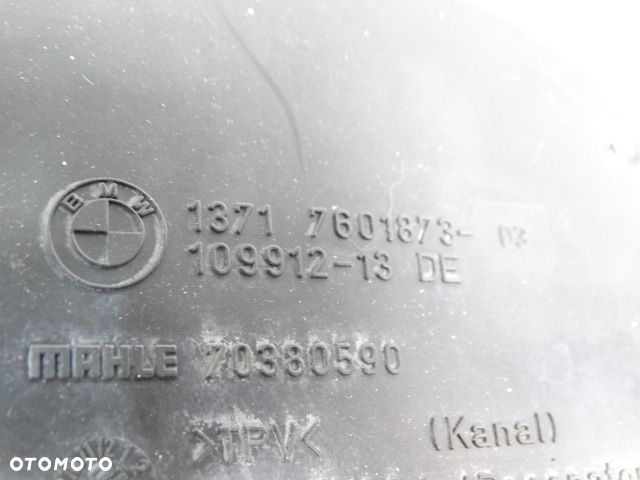 BMW
1371 7601873- 03
109912-13 DE
MAHLE 70380590
>TPV< (Kanal)
OTOMOTO